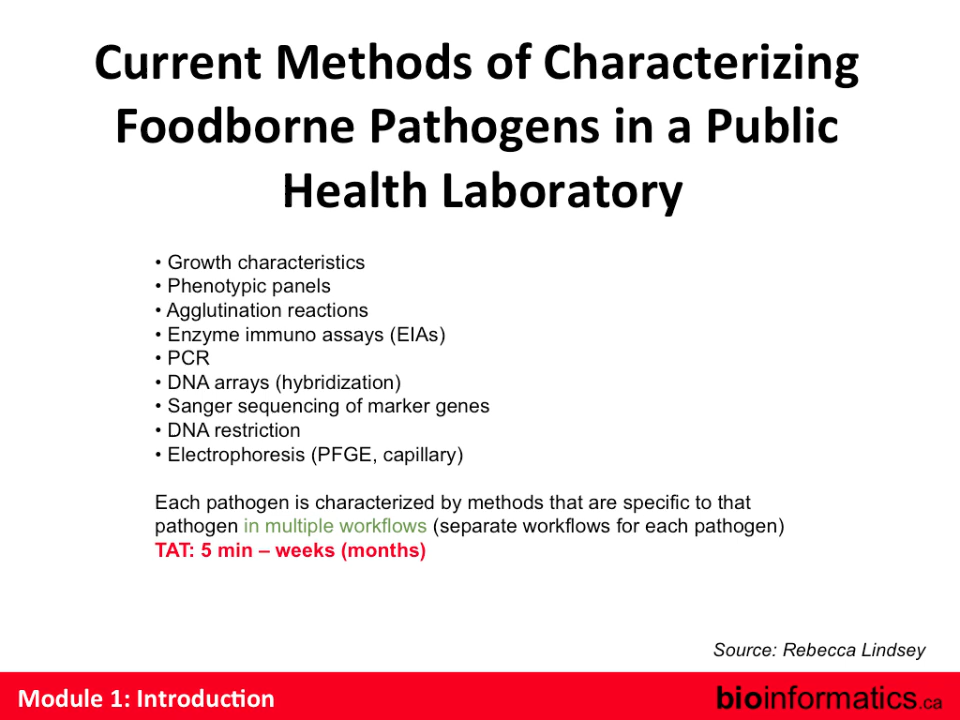 Current Methods of Characterizing
Foodborne Pathogens in a Public
Health Laboratory
• Growth characteristics
• Phenotypic panels
• Agglutination reactions
• Enzyme immuno assays (EIAs)
• PCR
• DNA arrays (hybridization)
• Sanger sequencing of marker genes
• DNA restriction
• Electrophoresis (PFGE, capillary)
Each pathogen is characterized by methods that are specific to that
pathogen in multiple workflows (separate workflows for each pathogen)
TAT: 5 min – weeks (months)
Source: Rebecca Lindsey
Module 1: Introduction
bioinformatics.ca